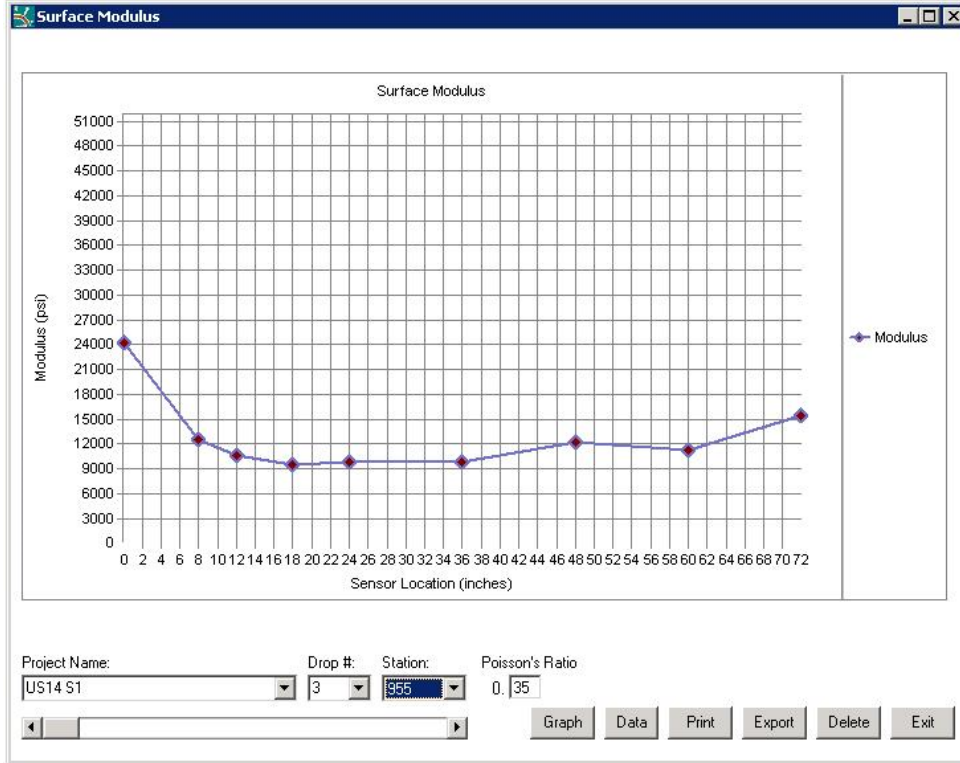 Surface Modulus
Surface Modulus
51000
48000
45000
42000
39000
36000
33000
30000
27000
24000
21000
18000
15000
12000
9000
6000
3000
0
Modulus (psi)
0 2 4 6 8 10 12 14 16 18 20 22 24 26 28 30 32 34 36 38 40 42 44 46 48 50 52 54 56 58 60 62 64 66 68 70 72
Sensor Location (inches)
Modulus
Project Name: Drop #: Station: Poisson's Ratio
US14 S1 3 955 0. 35
Graph Data Print Export Delete Exit